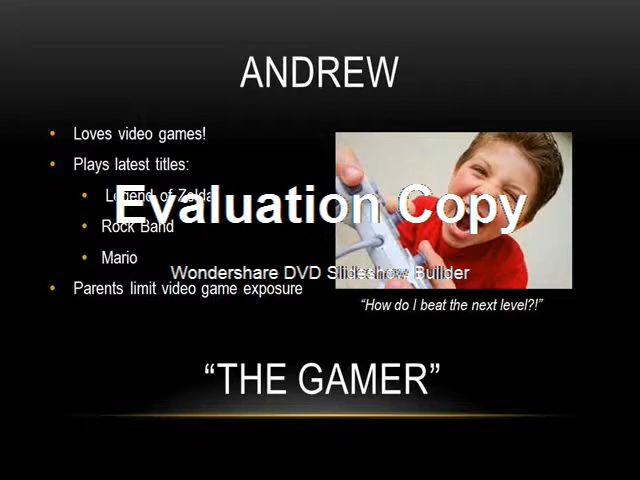 ANDREW
• Loves video games!
• Plays latest titles:
• Legend of Zelda
Evaluation Copy
• Rock Band
• Mario
Wondershare DVD Slideshow Builder
• Parents limit video game exposure
“How do I beat the next level?!”
“THE GAMER”